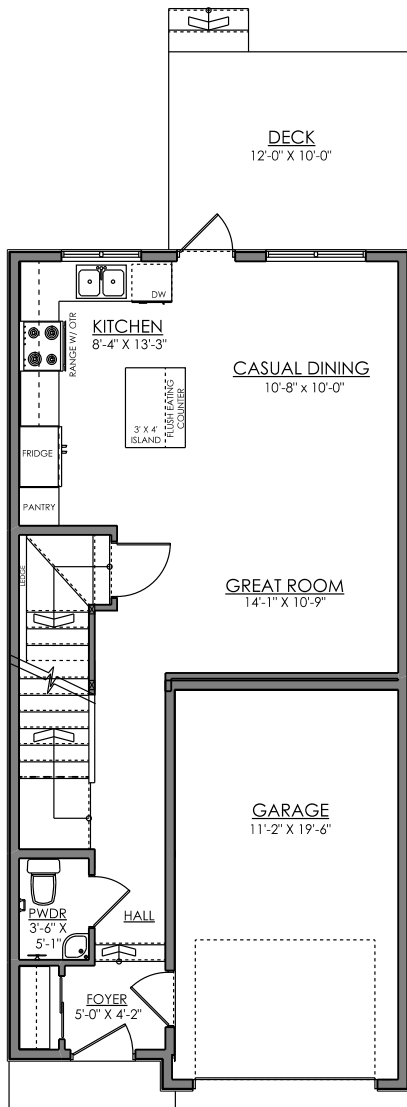 DECK
12'-0" X 10'-0"
DW
KITCHEN
8'-4" X 13'-3"
RANGE W/ OTR
CASUAL DINING
10'-8" x 10'-0"
3' X 4'
ISLAND
FLUSH EATING
COUNTER
FRIDGE
PANTRY
LEDGE
GREAT ROOM
14'-1" X 10'-9"
GARAGE
11'-2" X 19'-6"
PWDR
3'-6" X
5'-1"
HALL
FOYER
5'-0" X 4'-2"